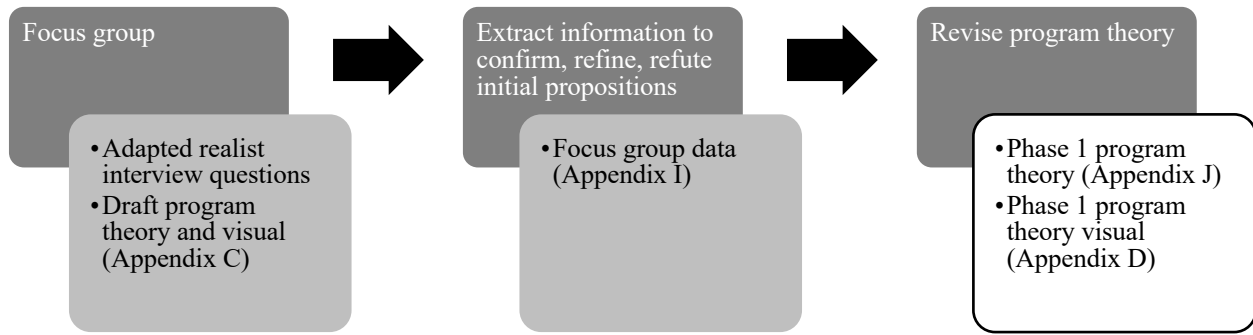 Focus group
•Adapted realist
interview questions
•Draft program
theory and visual
(Appendix C)
Extract information to
confirm, refine, refute
initial propositions
•Focus group data
(Appendix I)
Revise program theory
•Phase 1 program
theory (Appendix J)
•Phase 1 program
theory visual
(Appendix D)